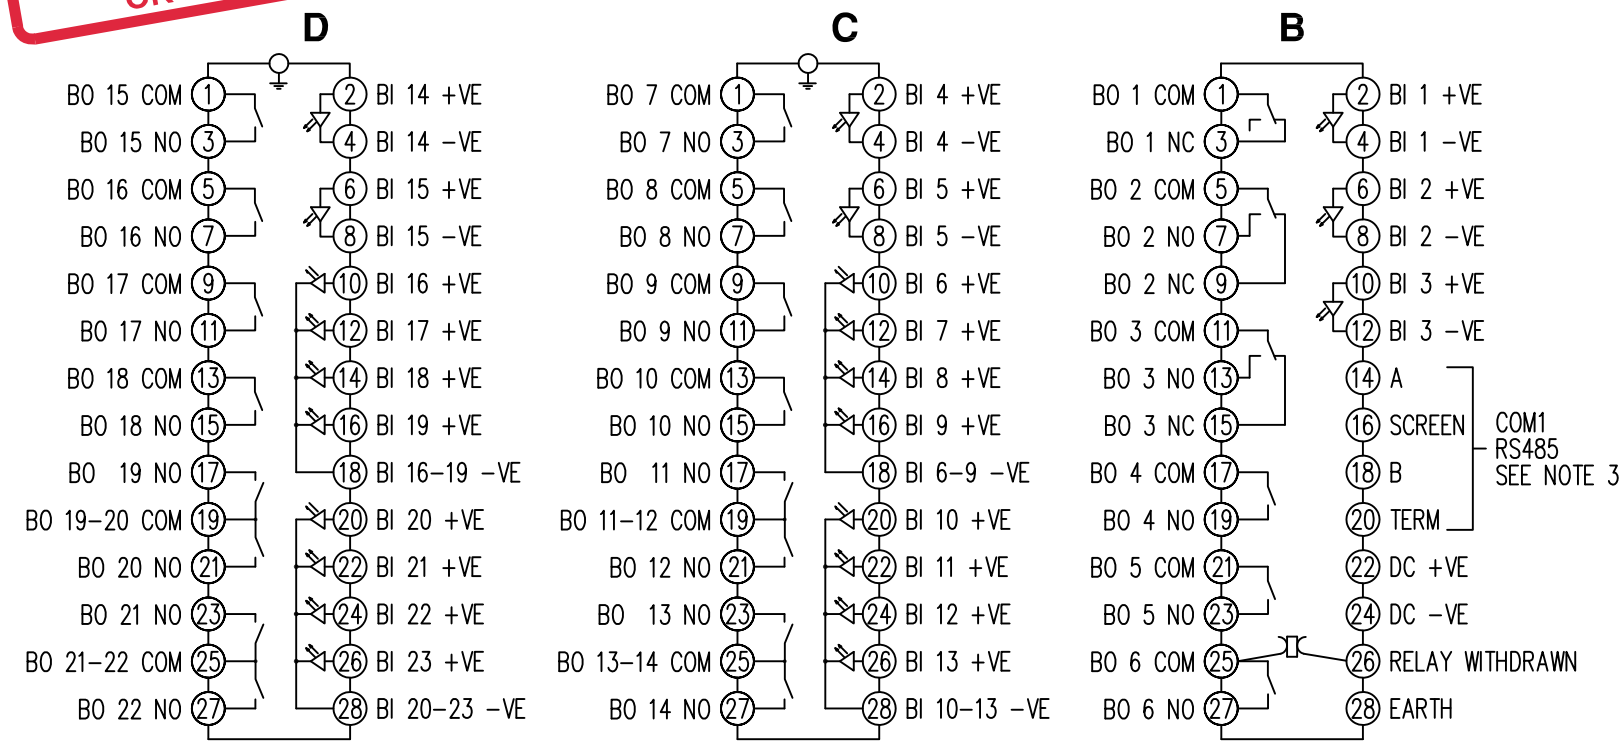 D
BO 15 COM 1 2 BI 14 +VE
BO 15 NO 3 4 BI 14 -VE
BO 16 COM 5 6 BI 15 +VE
BO 16 NO 7 8 BI 15 -VE
BO 17 COM 9 10 BI 16 +VE
BO 17 NO 11 12 BI 17 +VE
BO 18 COM 13 14 BI 18 +VE
BO 18 NO 15 16 BI 19 +VE
BO 19 NO 17 18 BI 16-19 -VE
BO 19-20 COM 19 20 BI 20 +VE
BO 20 NO 21 22 BI 21 +VE
BO 21 NO 23 24 BI 22 +VE
BO 21-22 COM 25 26 BI 23 +VE
BO 22 NO 27 28 BI 20-23 -VE
C
BO 7 COM 1 2 BI 4 +VE
BO 7 NO 3 4 BI 4 -VE
BO 8 COM 5 6 BI 5 +VE
BO 8 NO 7 8 BI 5 -VE
BO 9 COM 9 10 BI 6 +VE
BO 9 NO 11 12 BI 7 +VE
BO 10 COM 13 14 BI 8 +VE
BO 10 NO 15 16 BI 9 +VE
BO 11 NO 17 18 BI 6-9 -VE
BO 11-12 COM 19 20 BI 10 +VE
BO 12 NO 21 22 BI 11 +VE
BO 13 NO 23 24 BI 12 +VE
BO 13-14 COM 25 26 BI 13 +VE
BO 14 NO 27 28 BI 10-13 -VE
B
BO 1 COM 1 2 BI 1 +VE
BO 1 NC 3 4 BI 1 -VE
BO 2 COM 5 6 BI 2 +VE
BO 2 NO 7 8 BI 2 -VE
BO 2 NC 9 10 BI 3 +VE
BO 3 COM 11 12 BI 3 -VE
BO 3 NO 13 14 A
BO 3 NC 15 16 SCREEN
BO 4 COM 17 18 B
BO 4 NO 19 20 TERM
BO 5 COM 21 22 DC +VE
BO 5 NO 23 24 DC -VE
BO 6 COM 25 26 RELAY WITHDRAWN
BO 6 NO 27 28 EARTH
COM1
RS485
SEE NOTE 3